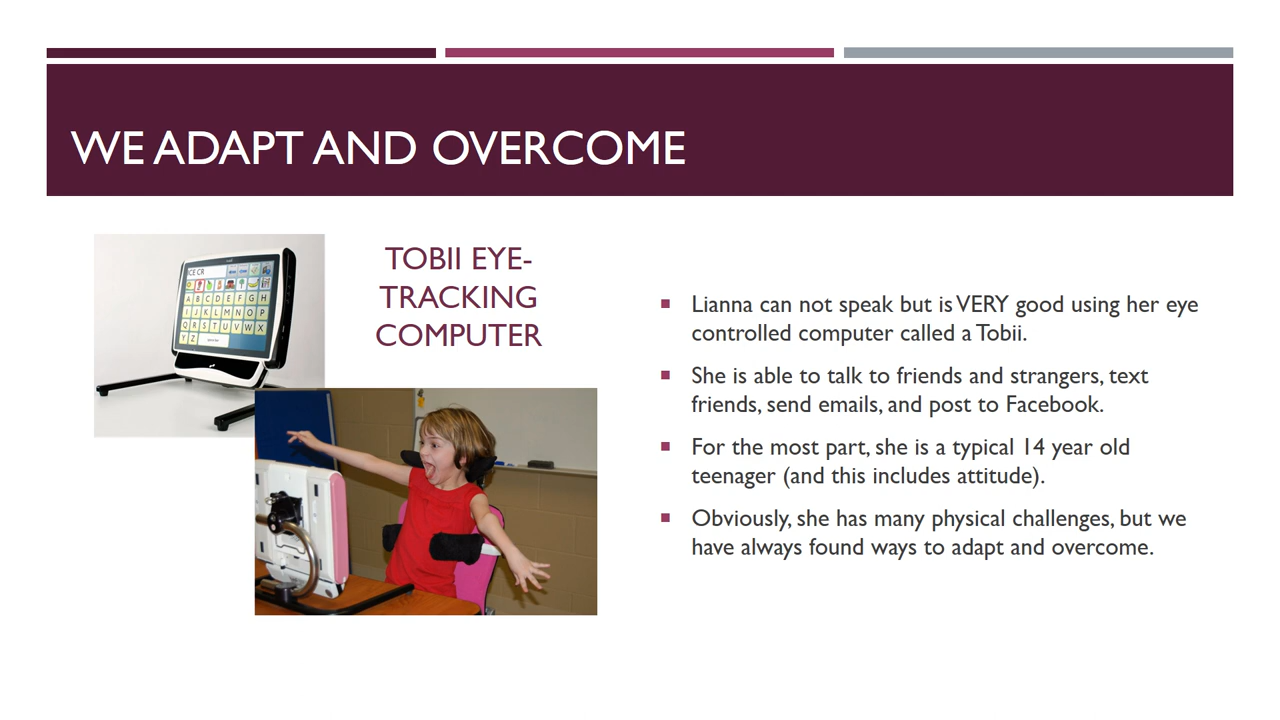 WE ADAPT AND OVERCOME
ICE CR
A B C D E F G H
I J K L M N O P
Q R S T U V W X
Y Z
TOBII EYE-
TRACKING
COMPUTER
Lianna can not speak but is VERY good using her eye
controlled computer called a Tobii.
She is able to talk to friends and strangers, text
friends, send emails, and post to Facebook.
For the most part, she is a typical 14 year old
teenager (and this includes attitude).
Obviously, she has many physical challenges, but we
have always found ways to adapt and overcome.